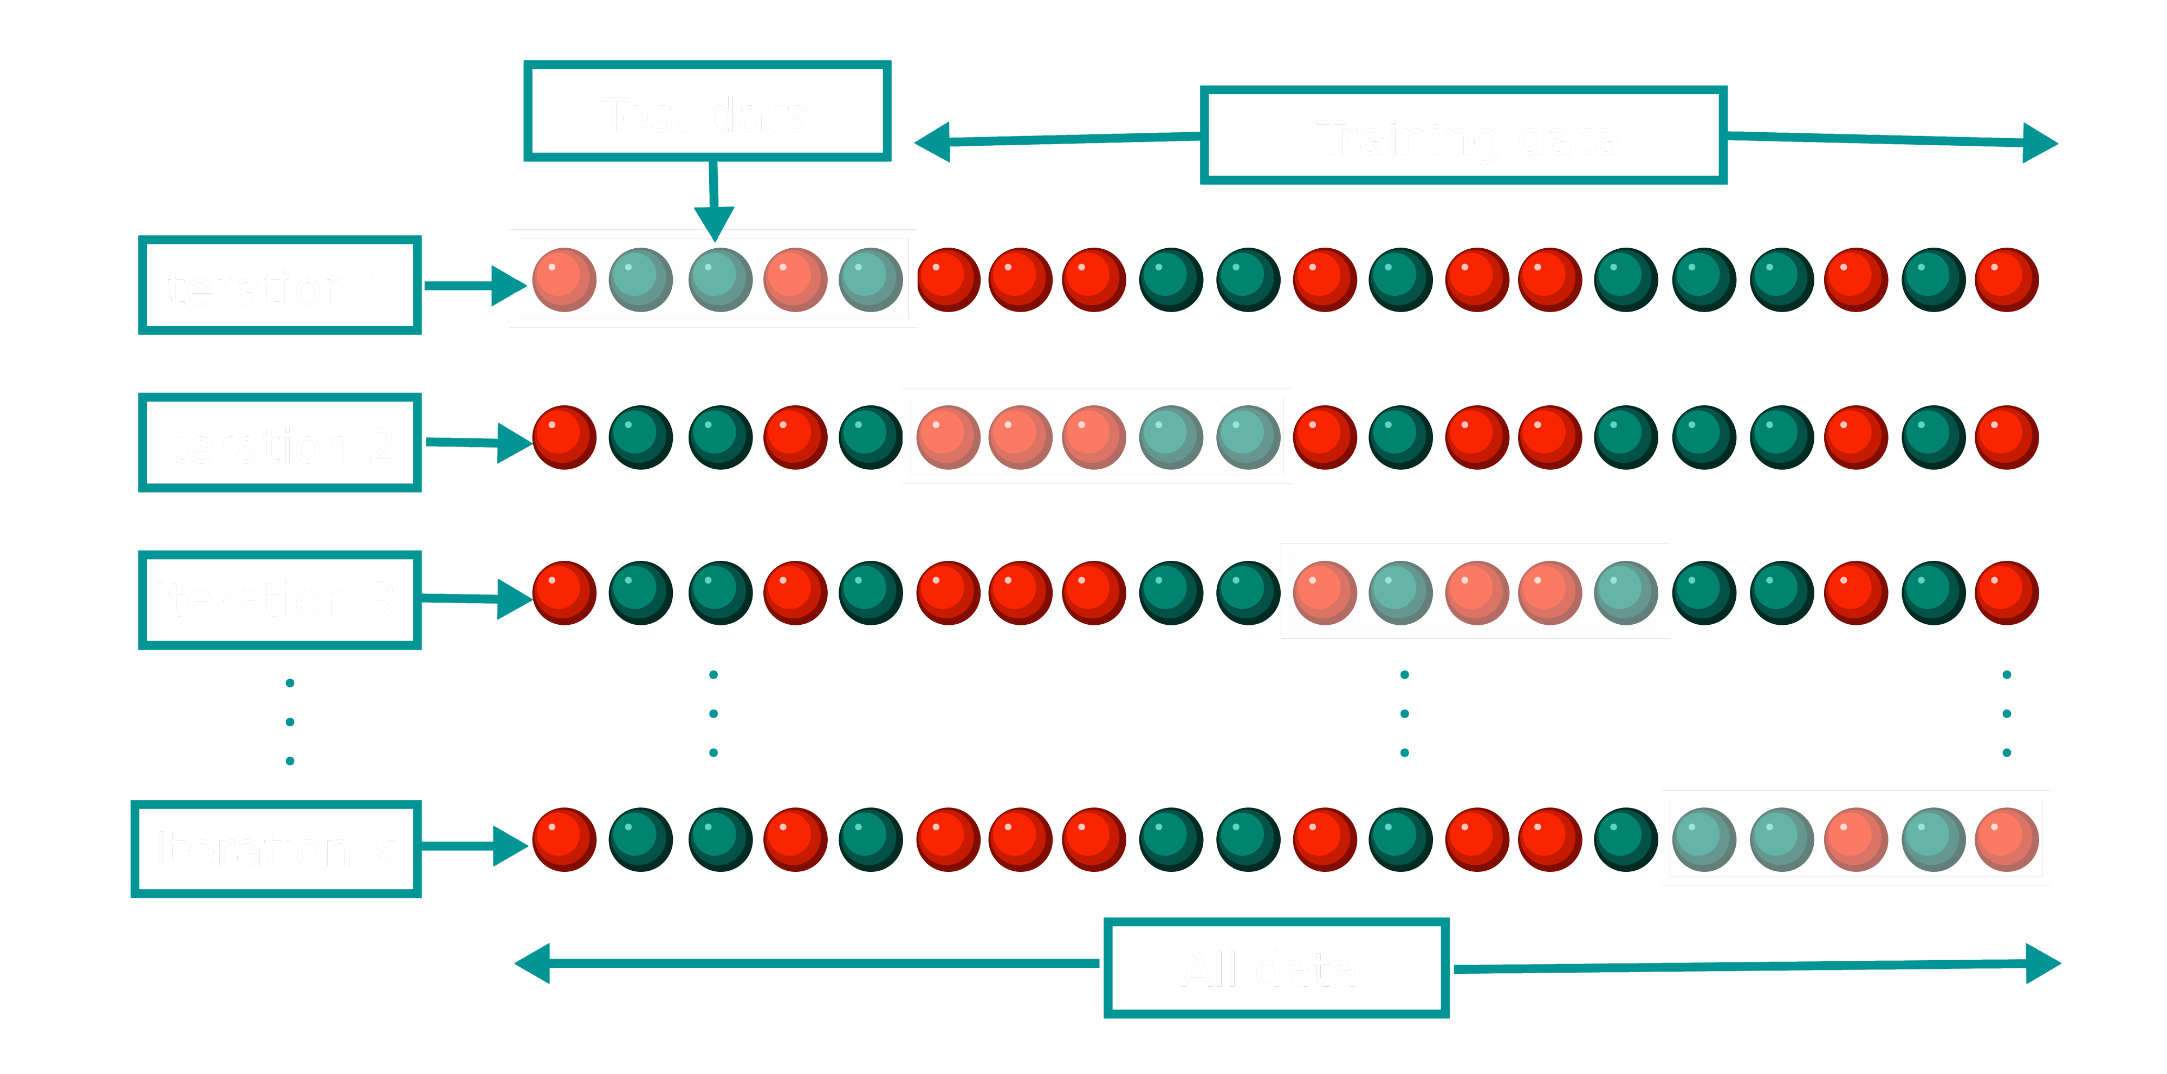 Test data
Training data
Iteration 1
Iteration 2
Iteration 3
Iteration k
All data